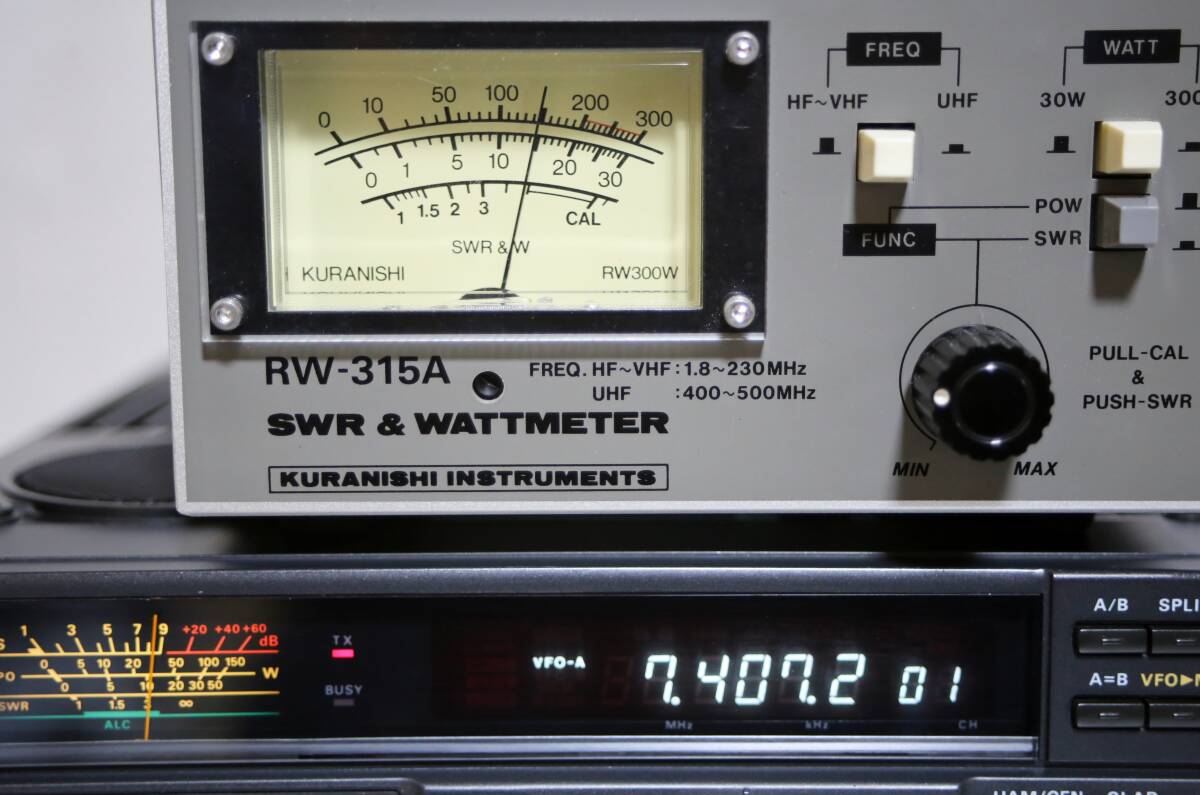 FREQ
WATT
HF~VHF
UHF
30W
0 10 50 100 200 300
0 1 5 10 20 30
1 1.5 2 3 CAL
SWR & W
KURANISHI
RW300W
FUNC
POW
SWR
RW-315A
FREQ. HF~VHF : 1.8~230MHz
UHF : 400~500MHz
SWR & WATTMETER
KURANISHI INSTRUMENTS
PULL-CAL
&
PUSH-SWR
MIN
MAX
S 1 3 5 7 9 +20 +40 +60 dB
0 5 10 20 50 100 150 W
0 5 10 20 30 50
SWR 1 1.5 3 ∞
ALC
TX
BUSY
VFO-A
7.407.2 01
MHz
kHz
CH
A/B
A=B